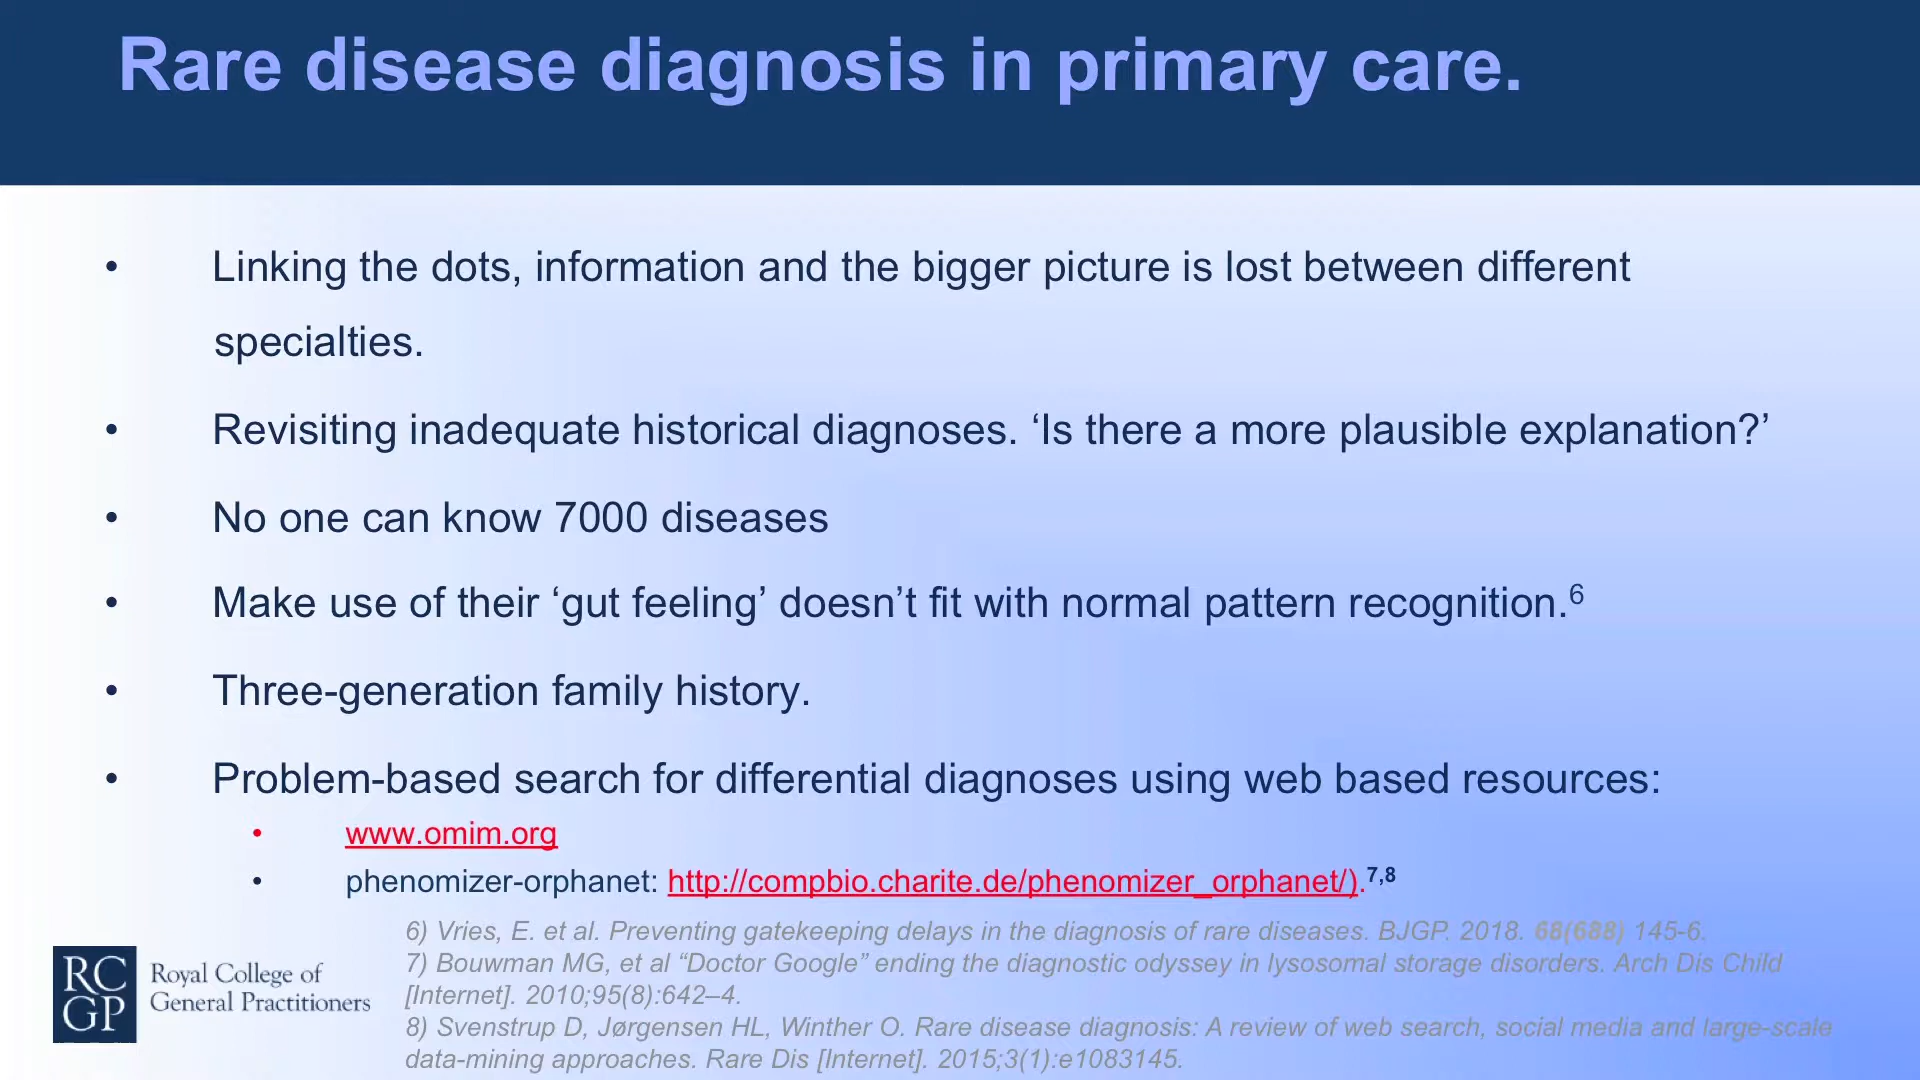 Rare disease diagnosis in primary care.
• Linking the dots, information and the bigger picture is lost between different
specialties.
• Revisiting inadequate historical diagnoses. ‘Is there a more plausible explanation?’
• No one can know 7000 diseases
• Make use of their ‘gut feeling’ doesn’t fit with normal pattern recognition.6
• Three-generation family history.
• Problem-based search for differential diagnoses using web based resources:
• www.omim.org
• phenomizer-orphanet: http://compbio.charite.de/phenomizer_orphanet/).7,8
6) Vries, E. et al. Preventing gatekeeping delays in the diagnosis of rare diseases. BJGP. 2018. 68(688) 145-6.
7) Bouwman MG, et al “Doctor Google” ending the diagnostic odyssey in lysosomal storage disorders. Arch Dis Child
[Internet]. 2010;95(8):642–4.
8) Svenstrup D, Jørgensen HL, Winther O. Rare disease diagnosis: A review of web search, social media and large-scale
data-mining approaches. Rare Dis [Internet]. 2015;3(1):e1083145.
RC
GP
Royal College of
General Practitioners